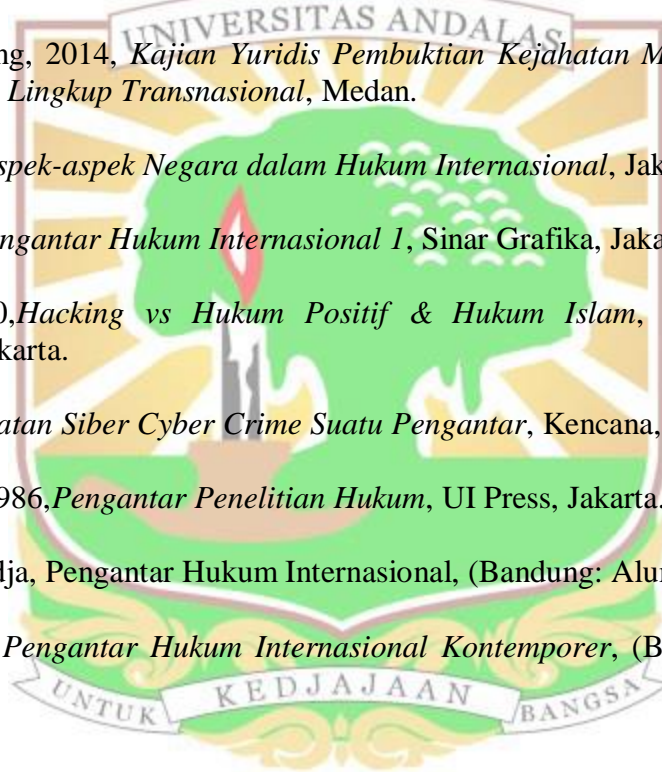 UNIVERSITAS ANDALAS
ng, 2014, Kajian Yuridis Pembuktian Kejahatan M
Lingkup Transnasional, Medan.
spek-aspek Negara dalam Hukum Internasional, Jak
ngantar Hukum Internasional 1, Sinar Grafika, Jaka
0,Hacking vs Hukum Positif & Hukum Islam,
karta.
atan Siber Cyber Crime Suatu Pengantar, Kencana,
986,Pengantar Penelitian Hukum, UI Press, Jakarta.
dja, Pengantar Hukum Internasional, (Bandung: Alu
Pengantar Hukum Internasional Kontemporer, (B
UNTUK KEDJAJAAN BANGSA